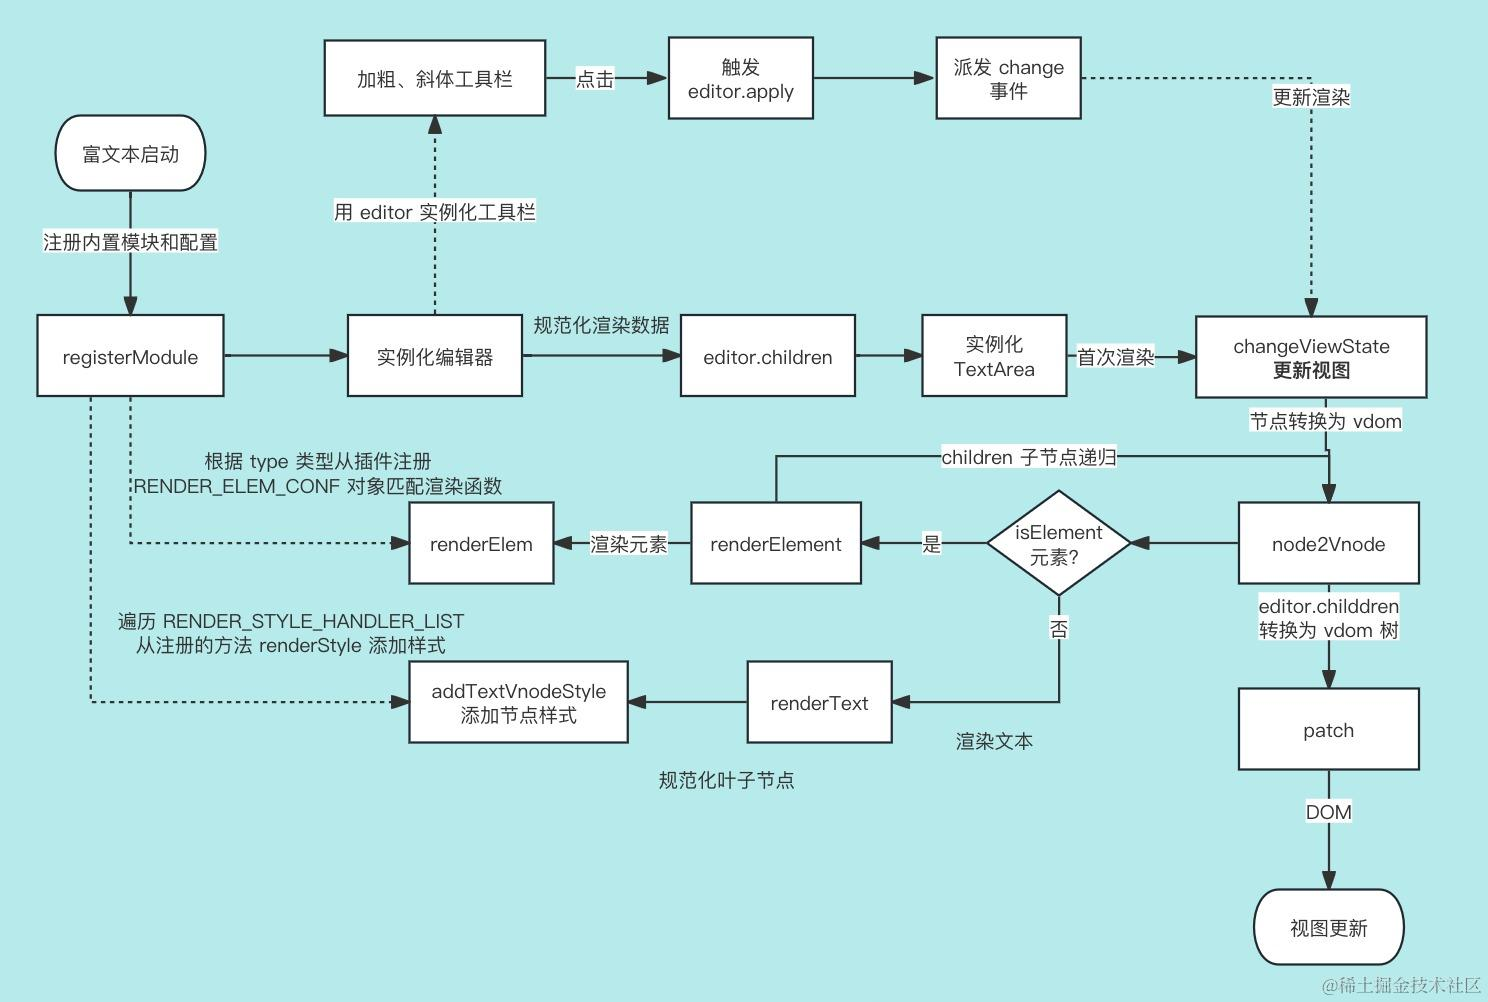 加粗、斜体工具栏
点击
触发
editor.apply
派发 change
事件
更新渲染
富文本启动
用 editor 实例化工具栏
注册内置模块和配置
registerModule
实例化编辑器
规范化渲染数据
editor.children
实例化
TextArea
首次渲染
changeViewState
更新视图
节点转换为 vdom
children 子节点递归
根据 type 类型从插件注册
RENDER_ELEM_CONF 对象匹配渲染函数
renderElem
渲染元素
renderElement
是
isElement
元素?
node2Vnode
editor.childdren
转换为 vdom 树
否
遍历 RENDER_STYLE_HANDLER_LIST
从注册的方法 renderStyle 添加样式
addTextVnodeStyle
添加节点样式
renderText
渲染文本
patch
规范化叶子节点
DOM
视图更新
@稀土掘金技术社区